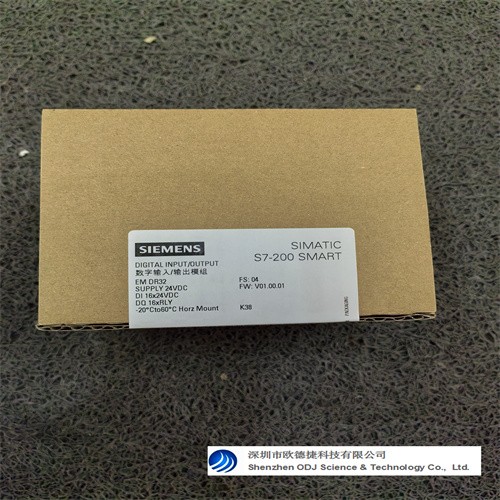 SIEMENS
SIMATIC
S7-200 SMART
DIGITAL INPUT/OUTPUT
数字输入/输出模组
EM DR32
SUPPLY 24VDC
DI 16x24VDC
DQ 16xRLY
-20°Cto60°C Horz Mount
FS: 04
FW: V01.00.01
K38
深圳市欧德捷科技有限公司
Shenzhen ODJ Science & Technology Co., Ltd.